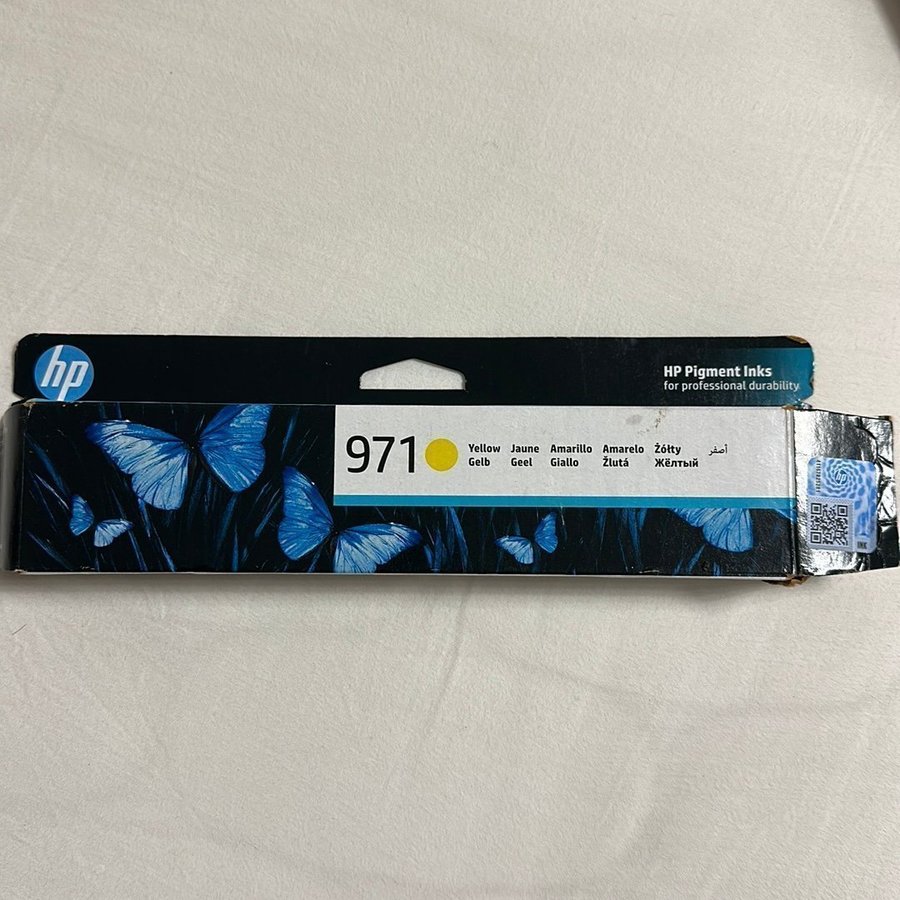 hp
HP Pigment Inks
for professional durability
971
Yellow Jaune Amarillo Amarelo Żółty أصفر
Gelb Geel Giallo Žlutá Жёлтый
INK